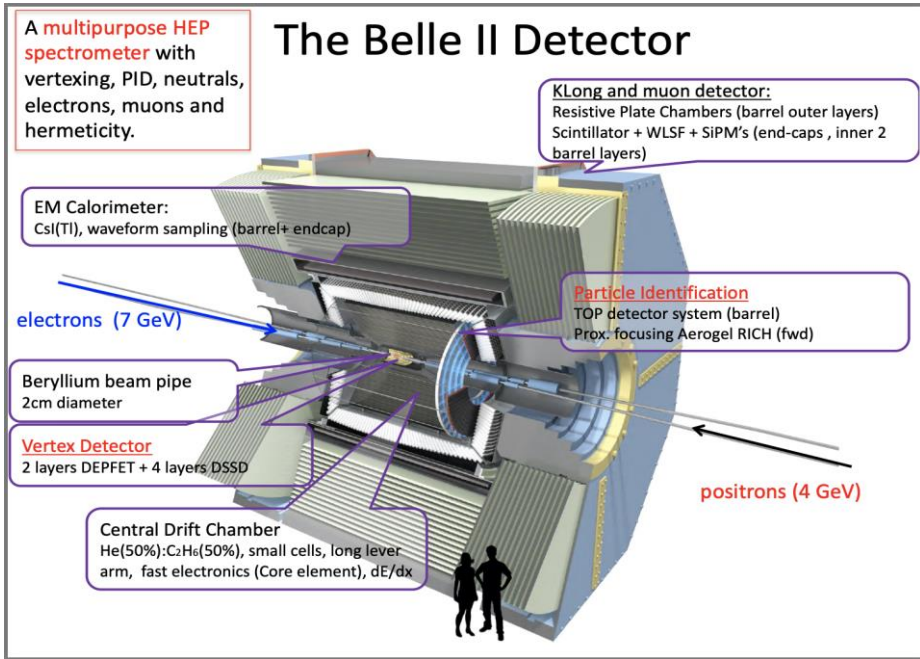 The Belle II Detector
A multipurpose HEP
spectrometer with
vertexing, PID, neutrals,
electrons, muons and
hermeticity.
KLong and muon detector:
Resistive Plate Chambers (barrel outer layers)
Scintillator + WLSF + SiPM's (end-caps , inner 2
barrel layers)
EM Calorimeter:
CsI(Tl), waveform sampling (barrel+ endcap)
Particle Identification
TOP detector system (barrel)
Prox. focusing Aerogel RICH (fwd)
electrons (7 GeV)
Beryllium beam pipe
2cm diameter
Vertex Detector
2 layers DEPFET + 4 layers DSSD
positrons (4 GeV)
Central Drift Chamber
He(50%):C₂H₆(50%), small cells, long lever
arm, fast electronics (Core element), dE/dx